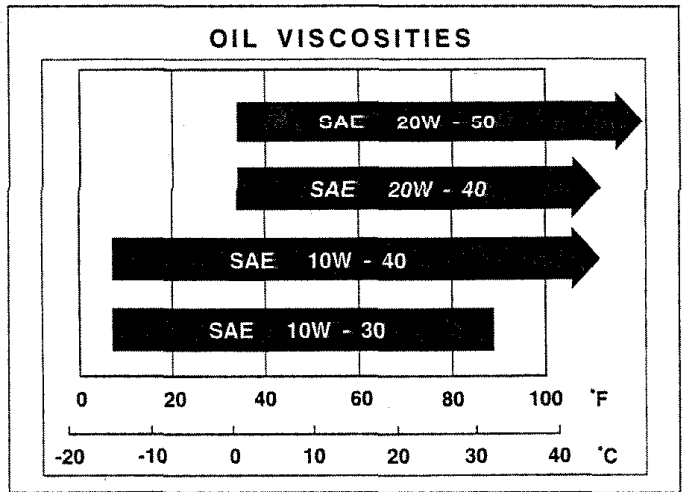 OIL VISCOSITIES
SAE 20W - 50
SAE 20W - 40
SAE 10W - 40
SAE 10W - 30
0 20 40 60 80 100 °F
-20 -10 0 10 20 30 40 °C